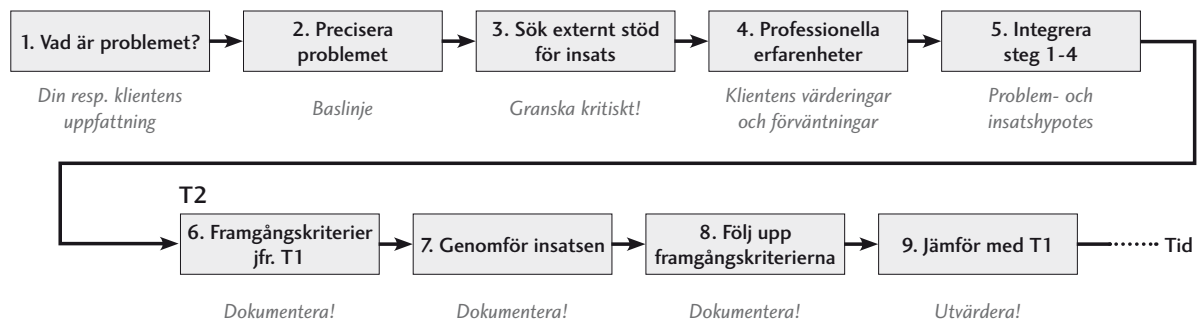 1. Vad är problemet?
2. Precisera
problemet
3. Sök externt stöd
för insats
4. Professionella
erfarenheter
5. Integrera
steg 1-4
Din resp. klientens
uppfattning
Baslinje
Granska kritiskt!
Klientens värderingar
och förväntningar
Problem- och
insatshypotes
T2
6. Framgångskriterier
jfr. T1
7. Genomför insatsen
8. Följ upp
framgångskriterierna
9. Jämför med T1
Tid
Dokumentera!
Dokumentera!
Dokumentera!
Utvärdera!